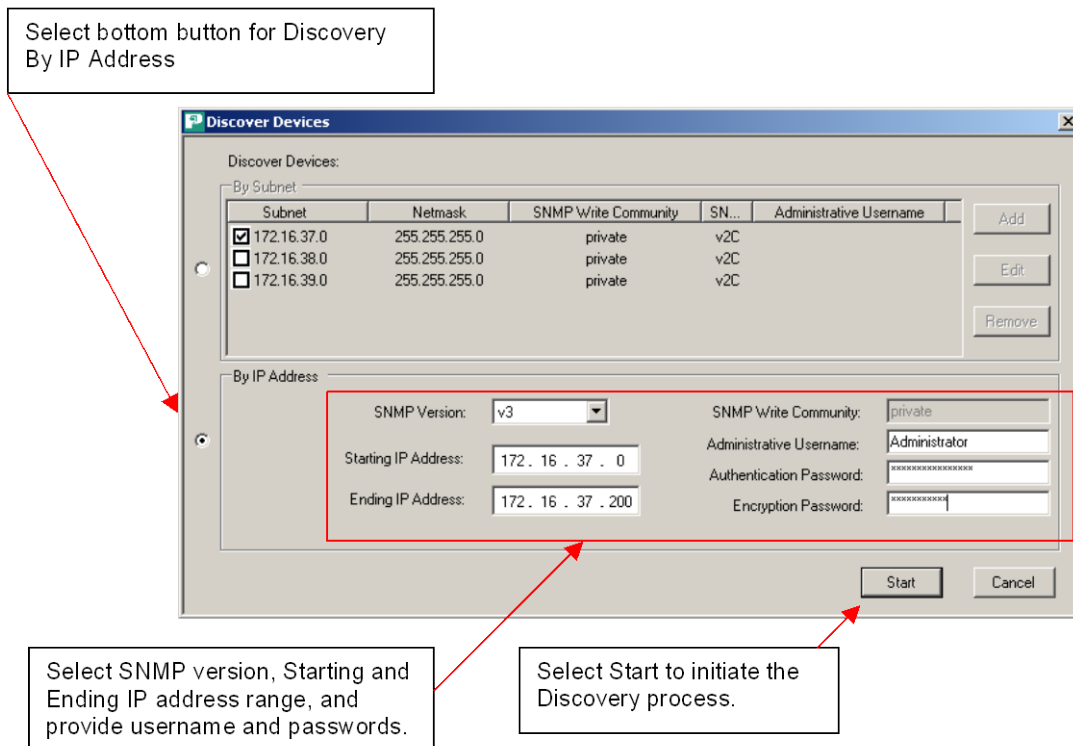 Select bottom button for Discovery
By IP Address
Discover Devices
Discover Devices:
By Subnet
Subnet Netmask SNMP Write Community SN... Administrative Username
172.16.37.0 255.255.255.0 private v2C
172.16.38.0 255.255.255.0 private v2C
172.16.39.0 255.255.255.0 private v2C
Add
Edit
Remove
By IP Address
SNMP Version: v3
Starting IP Address: 172 . 16 . 37 . 0
Ending IP Address: 172 . 16 . 37 . 200
SNMP Write Community: private
Administrative Username: Administrator
Authentication Password: ****************
Encryption Password: ***********
Start
Cancel
Select SNMP version, Starting and
Ending IP address range, and
provide username and passwords.
Select Start to initiate the
Discovery process.